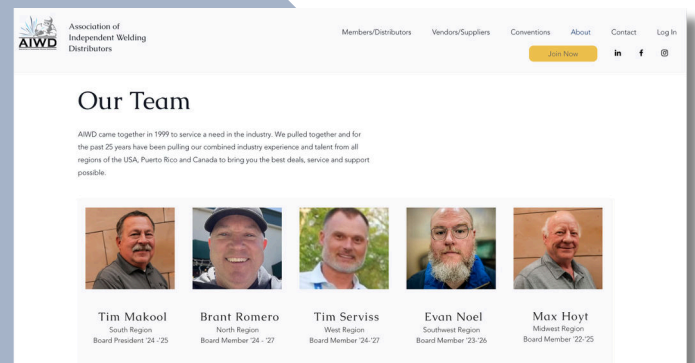 AIWD
Association of
Independent Welding
Distributors
Members/Distributors Vendors/Suppliers Conventions About Contact Log In
Join Now
in f
Our Team
AIWD came together in 1999 to service a need in the industry. We pulled together and for
the past 25 years have been pulling our combined industry experience and talent from all
regions of the USA, Puerto Rico and Canada to bring you the best deals, service and support
possible.
Tim Makool Brant Romero Tim Serviss Evan Noel Max Hoyt
South Region North Region West Region Southwest Region Midwest Region
Board President '24 -'25 Board Member '24 - '27 Board Member '24-'27 Board Member '23-'26 Board Member '22-'25